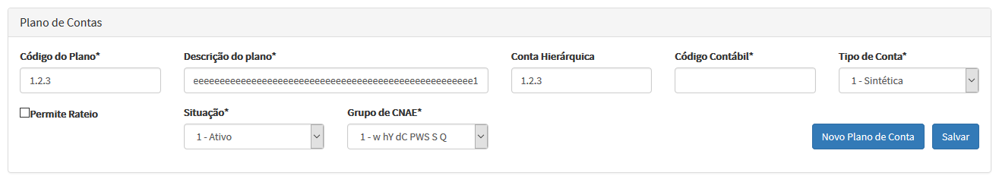 Plano de Contas
Código do Plano* Descrição do plano* Conta Hierárquica Código Contábil* Tipo de Conta*
1.2.3 eeeeeeeeeeeeeeeeeeeeeeeeeeeeeeeeeeeeeeeeeeeeeeeeeeeee1 1.2.3 1 - Sintética
Permite Rateio Situação* Grupo de CNAE*
1 - Ativo 1 - w hY dC PWS S Q Novo Plano de Conta Salvar